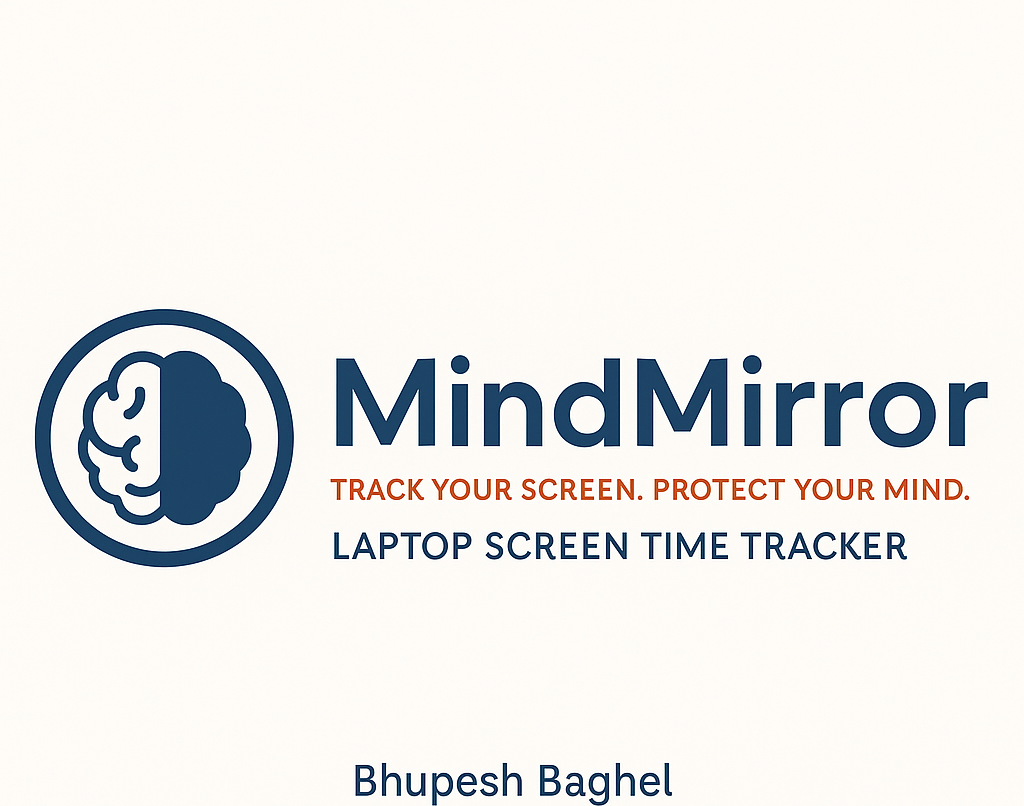 MindMirror
TRACK YOUR SCREEN. PROTECT YOUR MIND.
LAPTOP SCREEN TIME TRACKER
Bhupesh Baghel